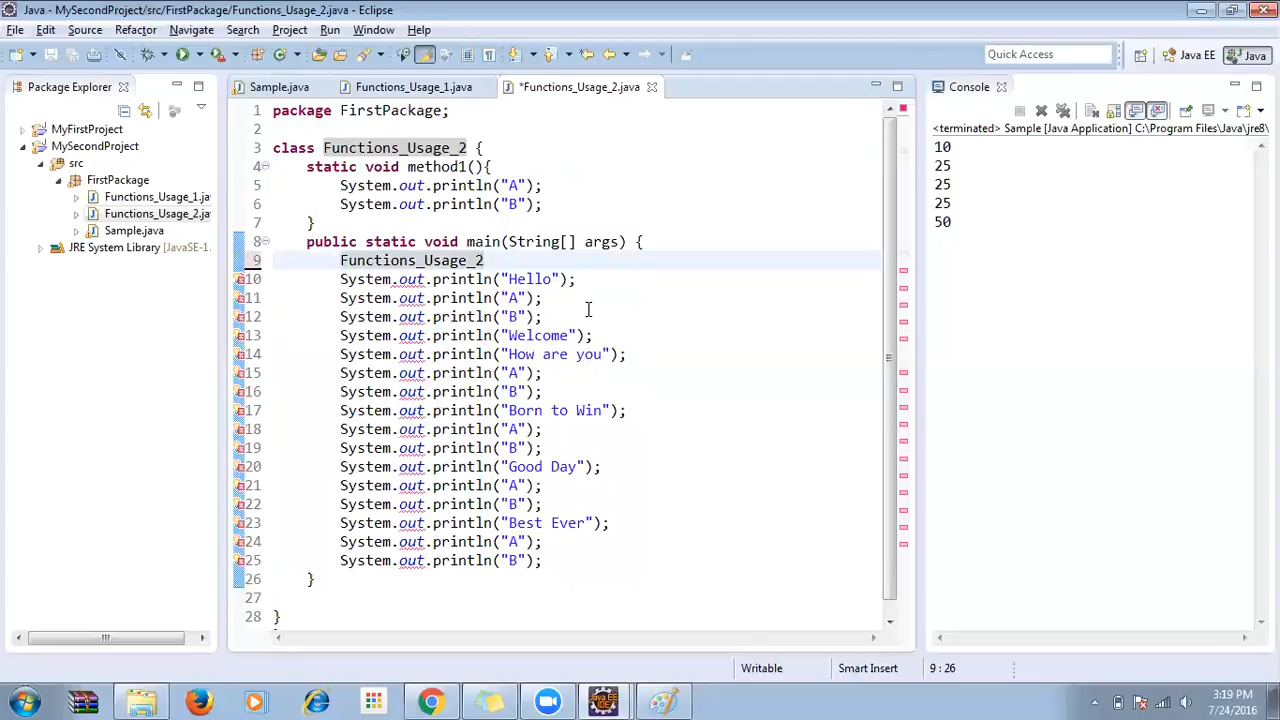 Java - MySecondProject/src/FirstPackage/Functions_Usage_2.java - Eclipse
File Edit Source Refactor Navigate Search Project Run Window Help
Quick Access
Java EE
Java
Package Explorer
Sample.java
Functions_Usage_1.java
*Functions_Usage_2.java
Console
MyFirstProject
MySecondProject
src
FirstPackage
Functions_Usage_1.ja
Functions_Usage_2.ja
Sample.java
JRE System Library [JavaSE-1.
1 package FirstPackage;
2
3 class Functions_Usage_2 {
4 static void method1(){
5 System.out.println("A");
6 System.out.println("B");
7 }
8 public static void main(String[] args) {
9 Functions_Usage_2
10 System.out.println("Hello");
11 System.out.println("A");
12 System.out.println("B");
13 System.out.println("Welcome");
14 System.out.println("How are you");
15 System.out.println("A");
16 System.out.println("B");
17 System.out.println("Born to Win");
18 System.out.println("A");
19 System.out.println("B");
20 System.out.println("Good Day");
21 System.out.println("A");
22 System.out.println("B");
23 System.out.println("Best Ever");
24 System.out.println("A");
25 System.out.println("B");
26 }
27
28 }
<terminated> Sample [Java Application] C:\Program Files\Java\jre8\
10
25
25
25
50
Writable
Smart Insert
9 : 26
3:19 PM
7/24/2016